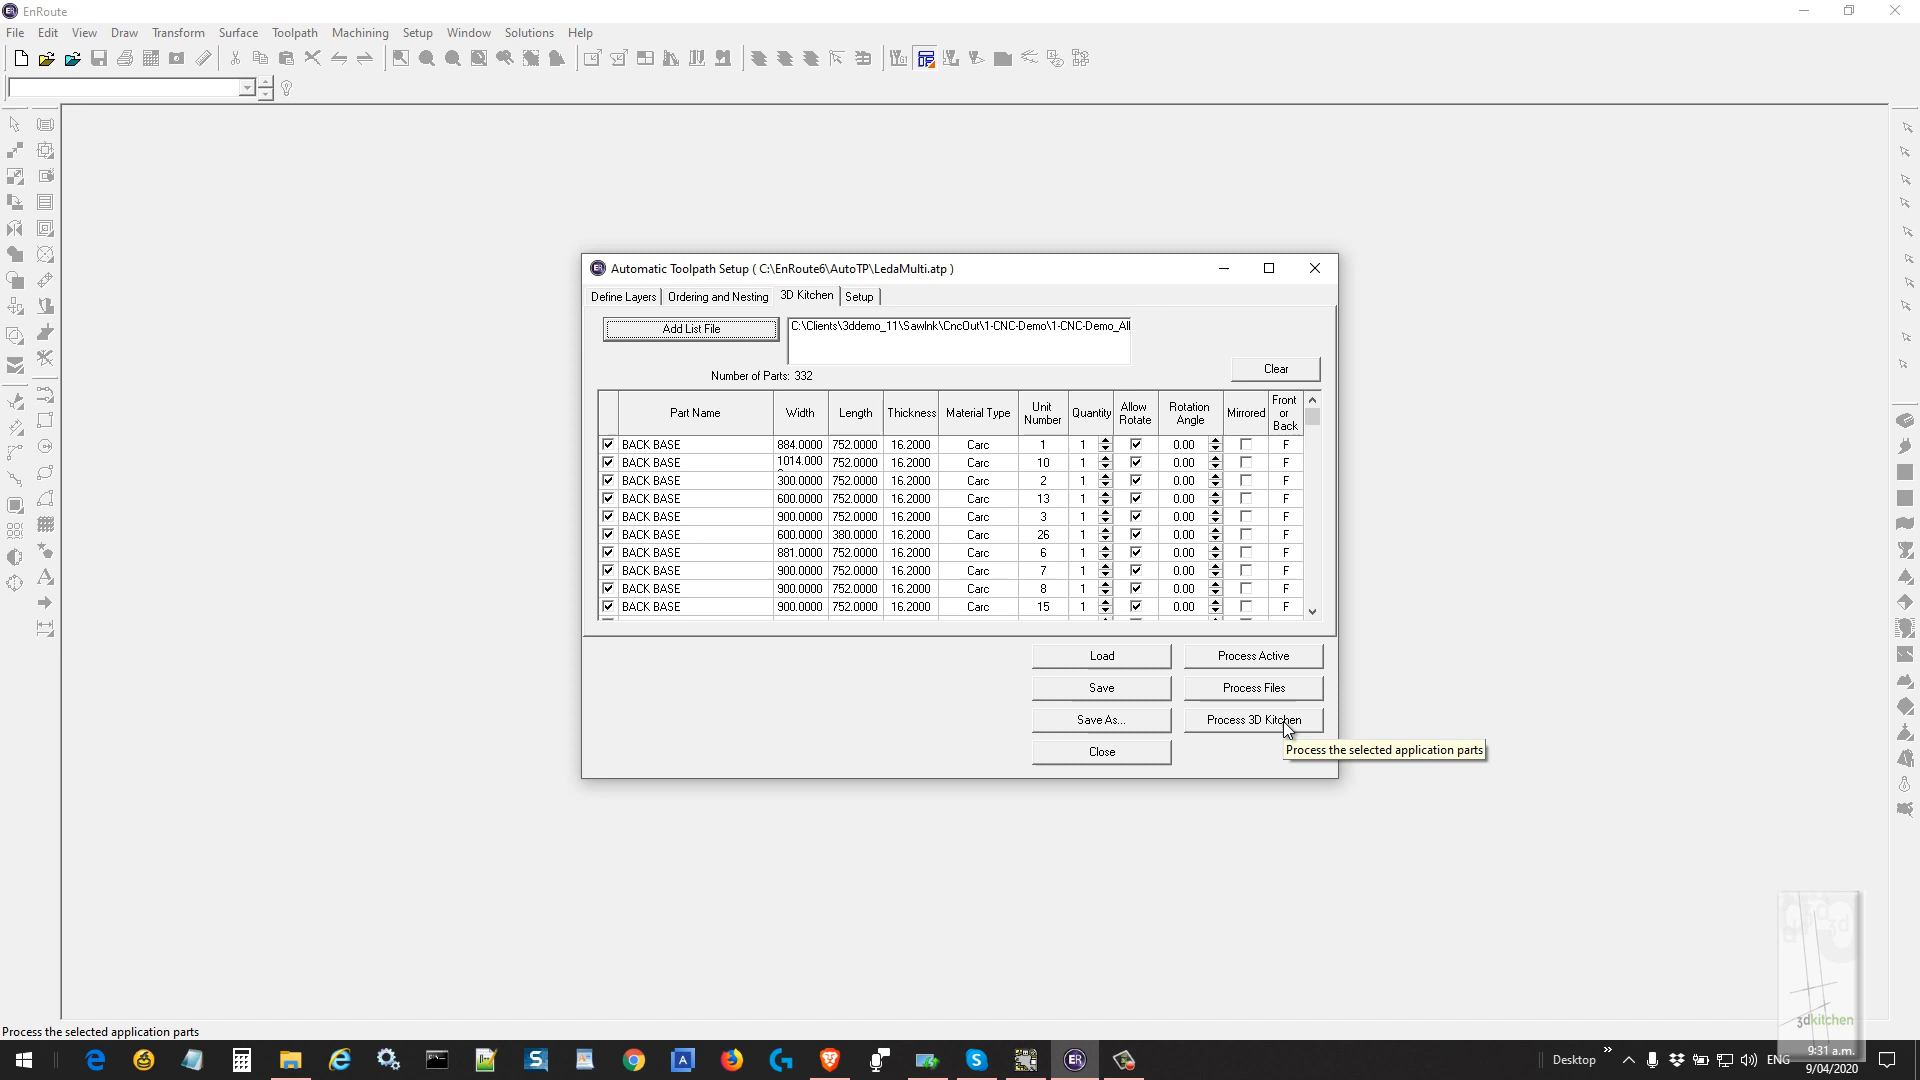 EnRoute
File Edit View Draw Transform Surface Toolpath Machining Setup Window Solutions Help
Automatic Toolpath Setup ( C:\EnRoute6\AutoTP\LedaMulti.atp )
Define Layers Ordering and Nesting 3D Kitchen Setup
Add List File C:\Clients\3ddemo_11\SawInk\CncOut\1-CNC-Demo\1-CNC-Demo_All
Number of Parts: 332 Clear
Part Name Width Length Thickness Material Type Unit Number Quantity Allow Rotate Rotation Angle Mirrored Front or Back
BACK BASE 884.0000 752.0000 16.2000 Carc 1 1 0.00 F
BACK BASE 1014.000 752.0000 16.2000 Carc 10 1 0.00 F
BACK BASE 300.0000 752.0000 16.2000 Carc 2 1 0.00 F
BACK BASE 600.0000 752.0000 16.2000 Carc 13 1 0.00 F
BACK BASE 900.0000 752.0000 16.2000 Carc 3 1 0.00 F
BACK BASE 600.0000 380.0000 16.2000 Carc 26 1 0.00 F
BACK BASE 881.0000 752.0000 16.2000 Carc 6 1 0.00 F
BACK BASE 900.0000 752.0000 16.2000 Carc 7 1 0.00 F
BACK BASE 900.0000 752.0000 16.2000 Carc 8 1 0.00 F
BACK BASE 900.0000 752.0000 16.2000 Carc 15 1 0.00 F
Load Process Active
Save Process Files
Save As... Process 3D Kitchen
Close
Process the selected application parts
3dkitchen
Process the selected application parts
Desktop ENG 9:31 a.m.
9/04/2020